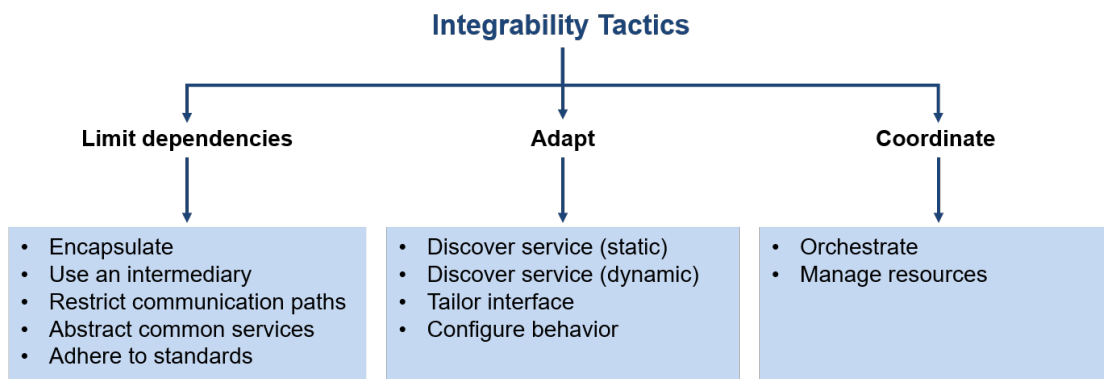 Integrability Tactics
Limit dependencies
Adapt
Coordinate
• Encapsulate
• Use an intermediary
• Restrict communication paths
• Abstract common services
• Adhere to standards
• Discover service (static)
• Discover service (dynamic)
• Tailor interface
• Configure behavior
• Orchestrate
• Manage resources